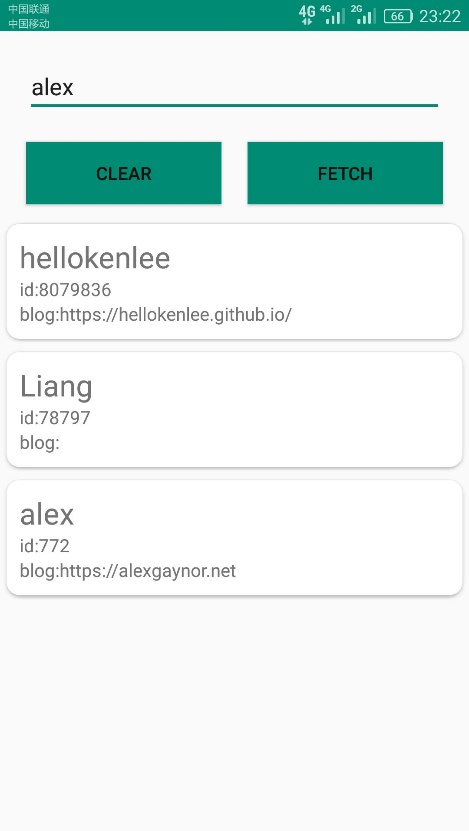 中国联通
中国移动
4G 4G 2G 66 23:22
alex
CLEAR FETCH
hellokenlee
id:8079836
blog:https://hellokenlee.github.io/
Liang
id:78797
blog:
alex
id:772
blog:https://alexgaynor.net